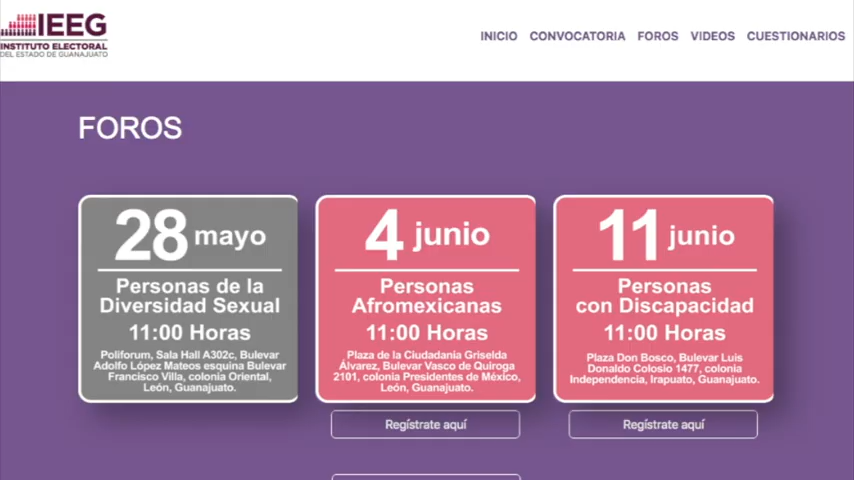 IEEG
INSTITUTO ELECTORAL
DEL ESTADO DE GUANAJUATO
INICIO CONVOCATORIA FOROS VIDEOS CUESTIONARIOS
FOROS
28 mayo
Personas de la
Diversidad Sexual
11:00 Horas
Poliforum, Sala Hall A302c, Bulevar
Adolfo López Mateos esquina Bulevar
Francisco Villa, colonia Oriental,
León, Guanajuato.
4 junio
Personas
Afromexicanas
11:00 Horas
Plaza de la Ciudadania Griselda
Álvarez, Bulevar Vasco de Quiroga
2101, colonia Presidentes de México,
León, Guanajuato.
Regístrate aquí
11 junio
Personas
con Discapacidad
11:00 Horas
Plaza Don Bosco, Bulevar Luis
Donaldo Colosio 1477, colonia
Independencia, Irapuato, Guanajuato.
Regístrate aquí